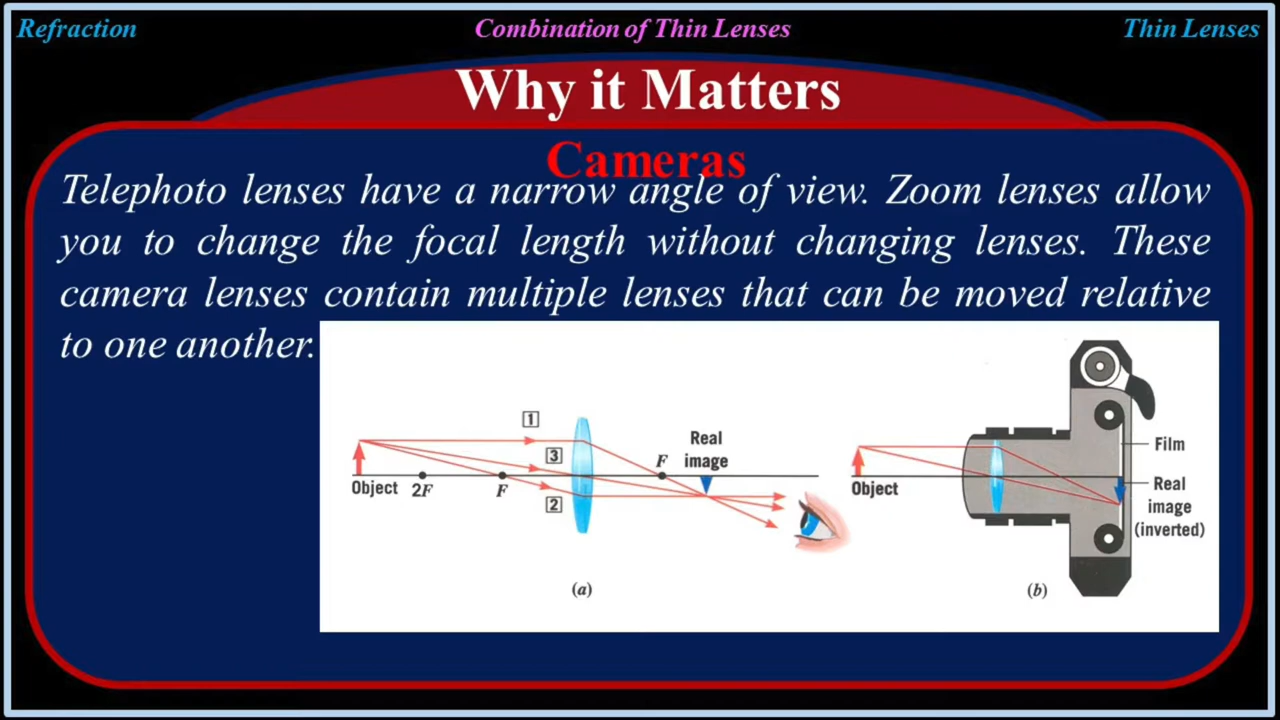 Refraction Combination of Thin Lenses Thin Lenses
Why it Matters
Cameras
Telephoto lenses have a narrow angle of view. Zoom lenses allow
you to change the focal length without changing lenses. These
camera lenses contain multiple lenses that can be moved relative
to one another.
1
3
2
Object
2F
F
F
Real
image
(a)
Object
Film
Real
image
(inverted)
(b)